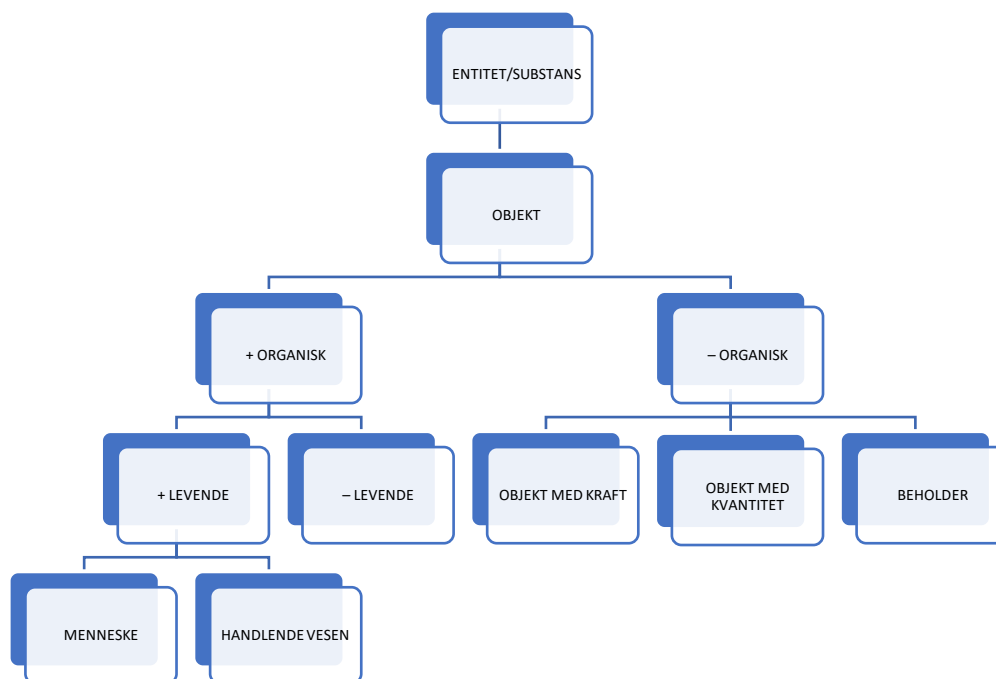 ENTITET/SUBSTANS
OBJEKT
+ ORGANISK
– ORGANISK
+ LEVENDE
– LEVENDE
OBJEKT MED KRAFT
OBJEKT MED
KVANTITET
BEHOLDER
MENNESKE
HANDLENDE VESEN